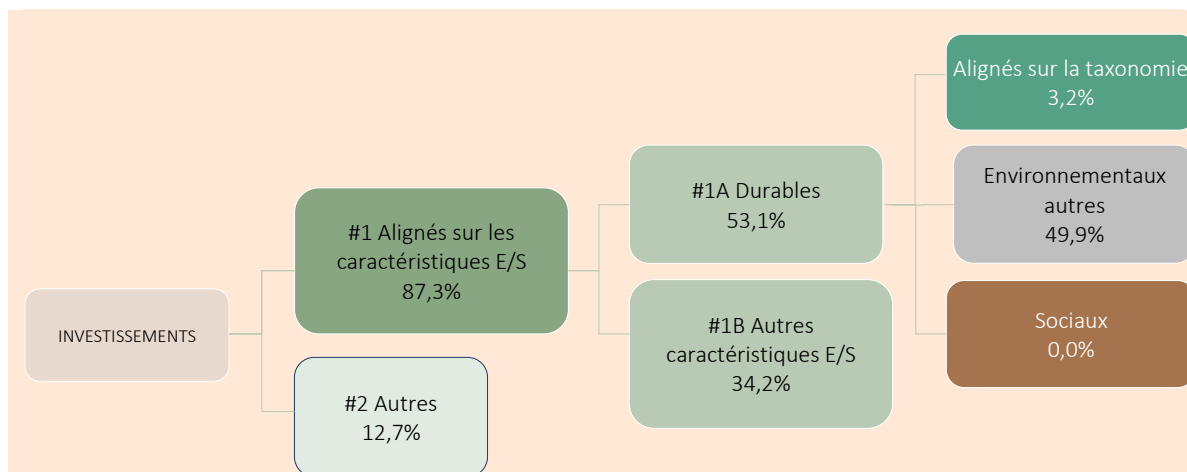 INVESTISSEMENTS
#1 Alignés sur les
caractéristiques E/S
87,3%
#2 Autres
12,7%
#1A Durables
53,1%
#1B Autres
caractéristiques E/S
34,2%
Alignés sur la taxonomie
3,2%
Environnementaux
autres
49,9%
Sociaux
0,0%